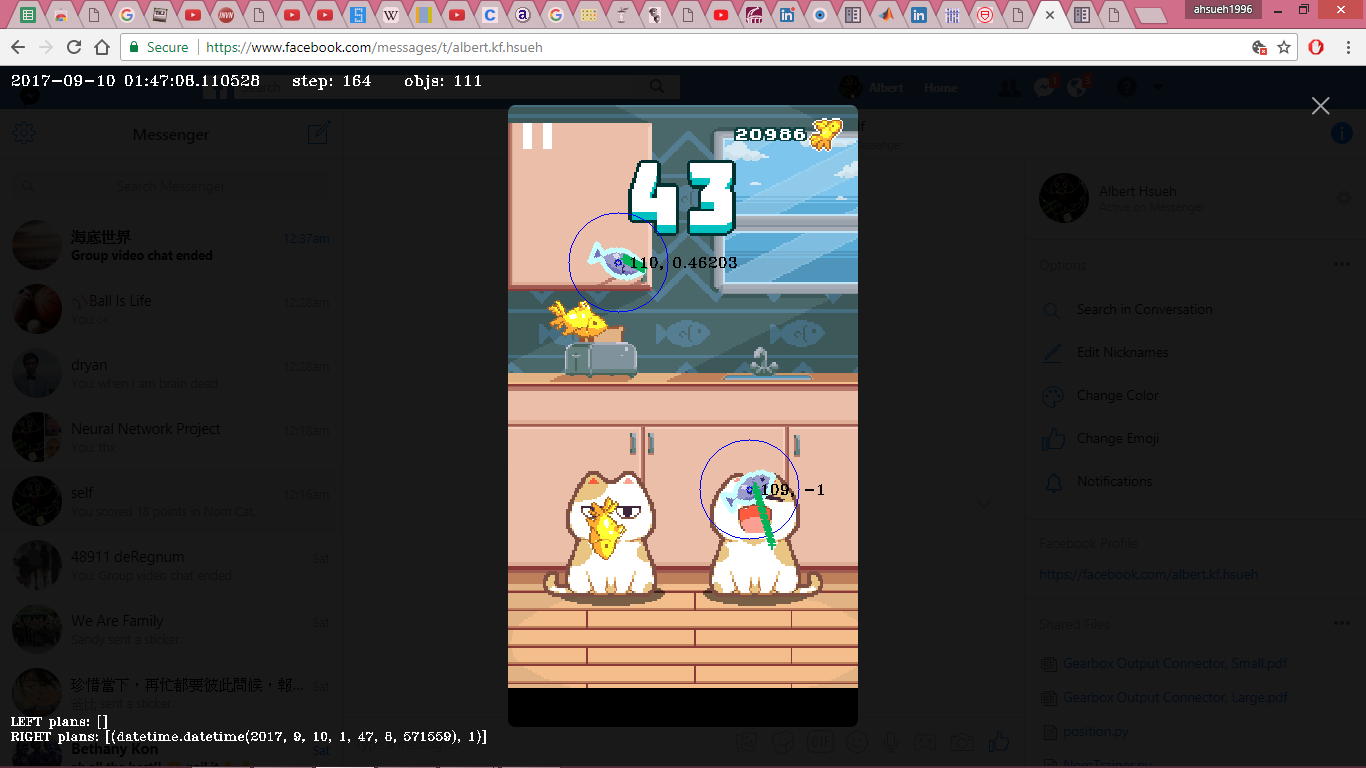 ahsueh1996
Secure https://www.facebook.com/messages/t/albert.kf.hsueh
2017-09-10 01:47:08.110528 step: 164 objs: 111
Albert Home
Messenger
Search Messenger
海底世界 12:37am
Group video chat ended
Ball Is Life 12:28am
dryan 12:28am
You: when I am brain dead
Neural Network Project 12:18am
You: thx
self 12:16am
You scored 18 points in Nom Cat.
48911 deRegnum Sat
You: Group video chat ended
We Are Family Sat
Sandy sent a sticker.
珍惜當下，再忙都要彼此問候，報... Sat
sent a sticker.
Bethany Kon Sat
LEFT plans: []
RIGHT plans: [(datetime.datetime(2017, 9, 10, 1, 47, 8, 571559), 1)]
20986
43
110, 0.46203
109, -1
Albert Hsueh
Active on Messenger
Options
Search in Conversation
Edit Nicknames
Change Color
Change Emoji
Notifications
Facebook Profile
https://facebook.com/albert.kf.hsueh
Shared Files
Gearbox Output Connector, Small.pdf
Gearbox Output Connector, Large.pdf
position.py